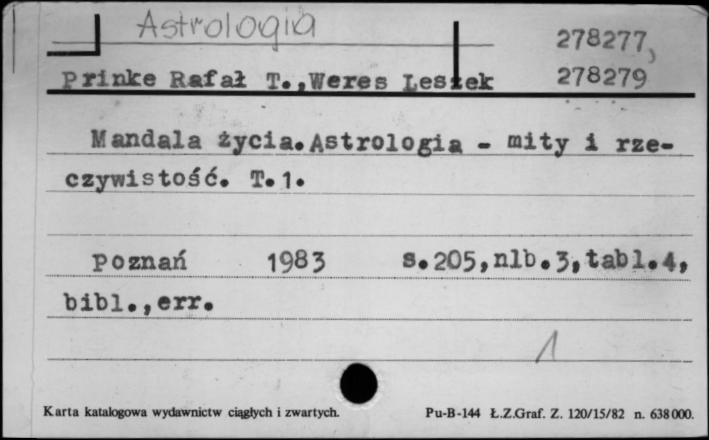 Astrologia 278277,
Prinke Rafał T.,Weres Leszek 278279
Mandala życia.Astrologia - mity i rze-
czywistość. T.1.
Poznań 1983 s.205,nlb.3,tabl.4,
bibl.,err.
1
Karta katalogowa wydawnictw ciągłych i zwartych. Pu-B-144 Ł.Z.Graf. Z. 120/15/82 n. 638000.